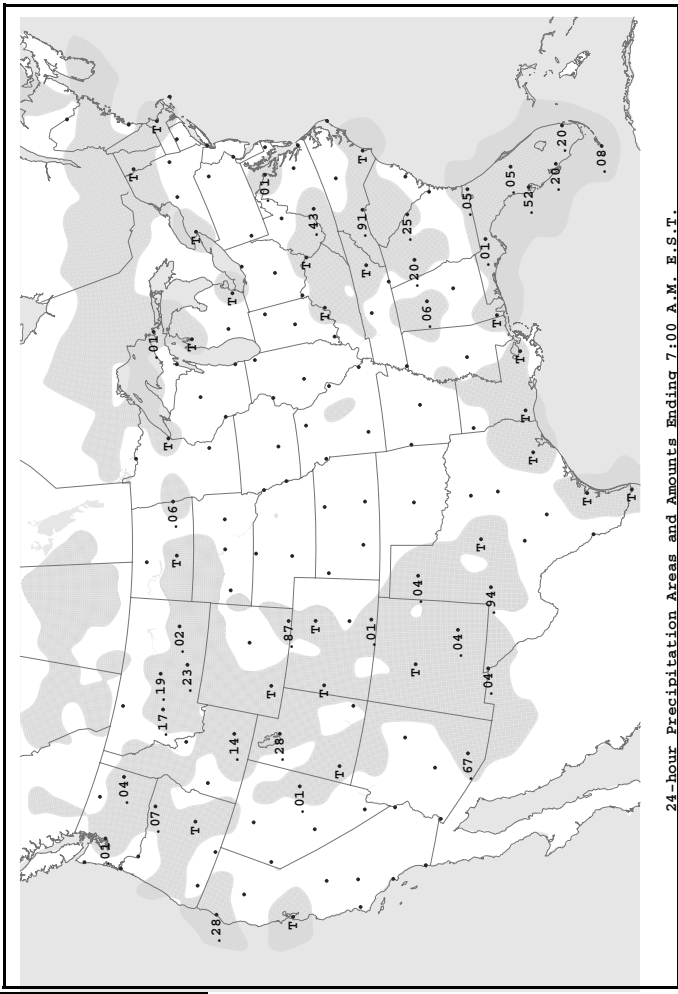 .01
.04
T
.01
.07
T
.19
.17
T
.06
T
.02
.23
T
T
T
.28
T
.14
.01
T
.28
.87
T
.01
T
.43
T
T
T
T
T
.91
T
.01
.25
.20
T
.04
.06
.04
.67
.05
T
.01
.04
.94
T
.05
T
T
.52
T
.20
.20
T
.08
T
24-hour Precipitation Areas and Amounts Ending 7:00 A.M. E.S.T.